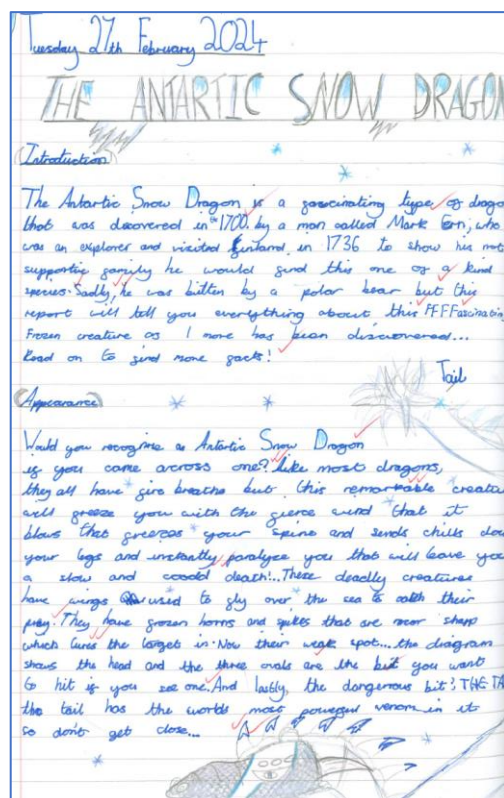 Tuesday 27th February 2024
THE ANTARTIC SNOW DRAGON
Introduction
The Antartic Snow Dragon is a fascinating type of drago
that was discovered in 1700 by a man called Mark who
was an explorer and visited Finland in 1736 to show his not
supportive family he would find this one of a kind
species. Sadly, he was bitten by a polar bear but this
report will tell you everything about this FFFFascinatin
Frozen creature as 1 more has been discovered...
Read on to find more facts!
Tail
Appearance
Would you recognise an Antartic Snow Dragon
if you came arcross one? Like most dragons,
they all have fire breathe but this remarkable creatu
will freeze you with the fierce wind that it
blows that freezes your spine and sends chills dow
your legs and instantly paralyze you that will leave you
a slow and death!... These deadly creatures
have wings used to fly over the sea to catch their
prey. They have frozen horns and spikes that are sharp
which lures the target in. Now their weak spot... the diagram
shows the head and the three ovals are the bit you want
to hit if you see one. And lastly, the dangerous bit! THE TA
the tail has the worlds most powerful venom in it
so don't get close...